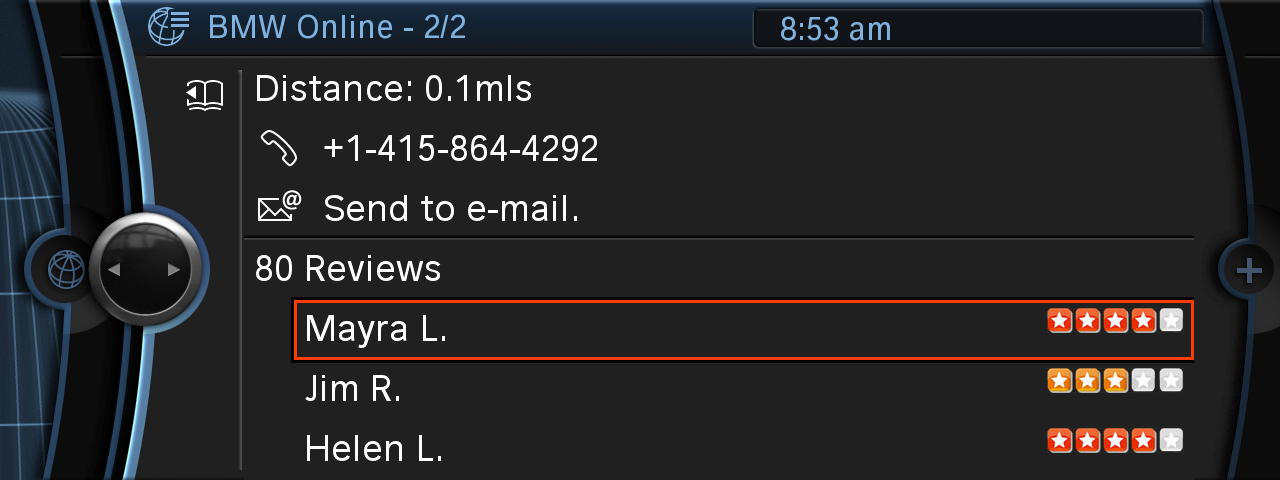 BMW Online - 2/2
8:53 am
Distance: 0.1mls
+1-415-864-4292
Send to e-mail.
80 Reviews
Mayra L.
Jim R.
Helen L.